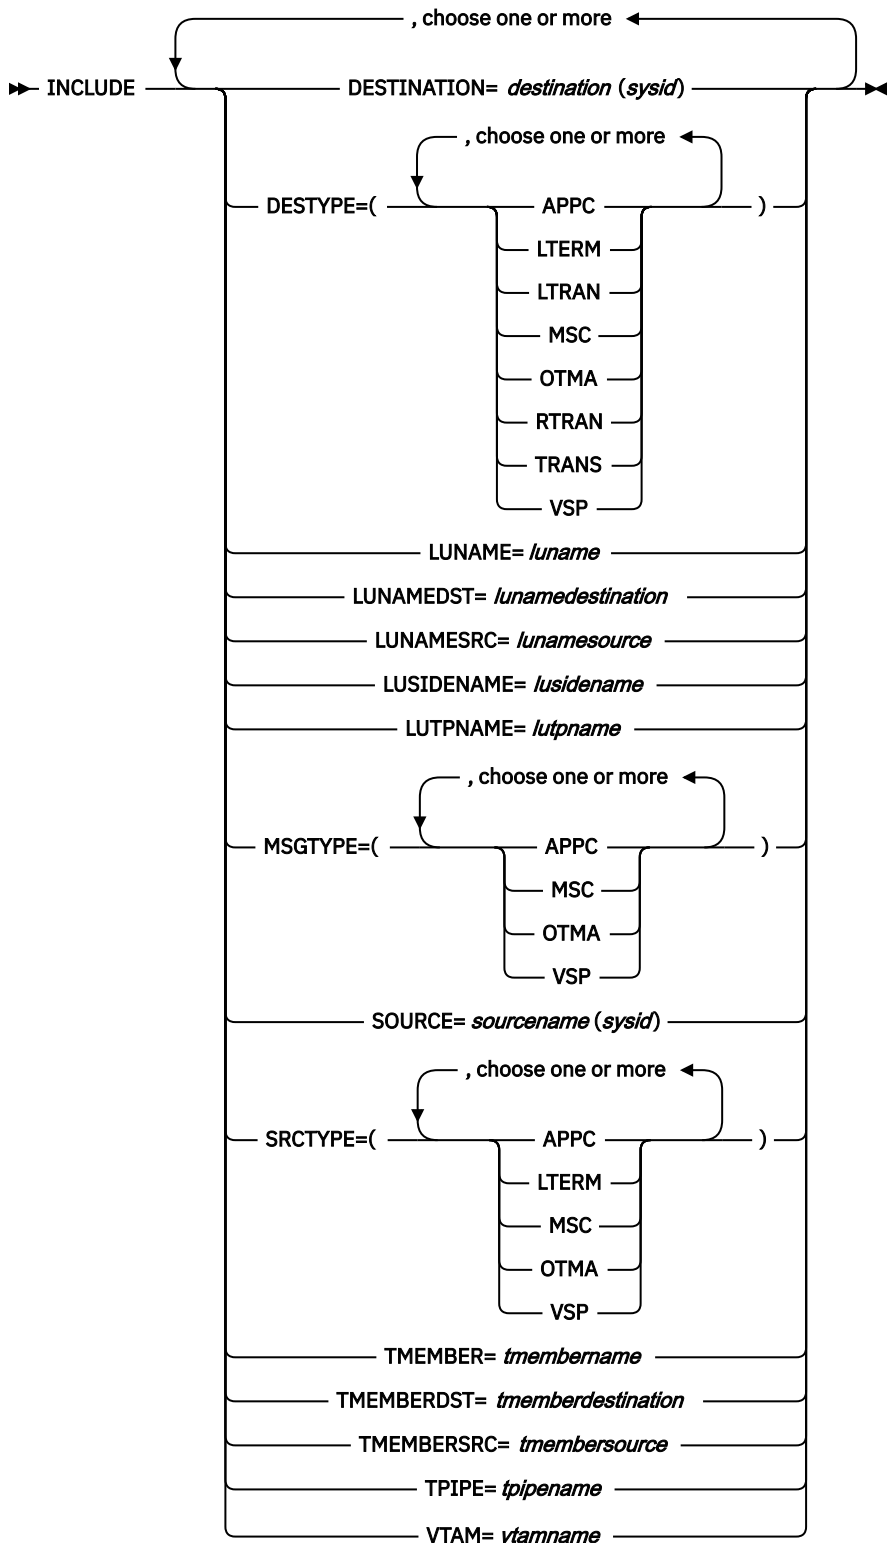 , choose one or more
INCLUDE DESTINATION= destination (sysid)
, choose one or more
DESTYPE=( APPC )
LTERM
LTRAN
MSC
OTMA
RTRAN
TRANS
VSP
LUNAME= luname
LUNAMEDST= lunamedestination
LUNAMESRC= lunamesource
LUSIDENAME= lusidename
LUTPNAME= lutpname
, choose one or more
MSGTYPE=( APPC )
MSC
OTMA
VSP
SOURCE= sourcename (sysid)
, choose one or more
SRCTYPE=( APPC )
LTERM
MSC
OTMA
VSP
TMEMBER= tmembername
TMEMBERDST= tmemberdestination
TMEMBERSRC= tmembersource
TPIPE= tpipename
VTAM= vtamname